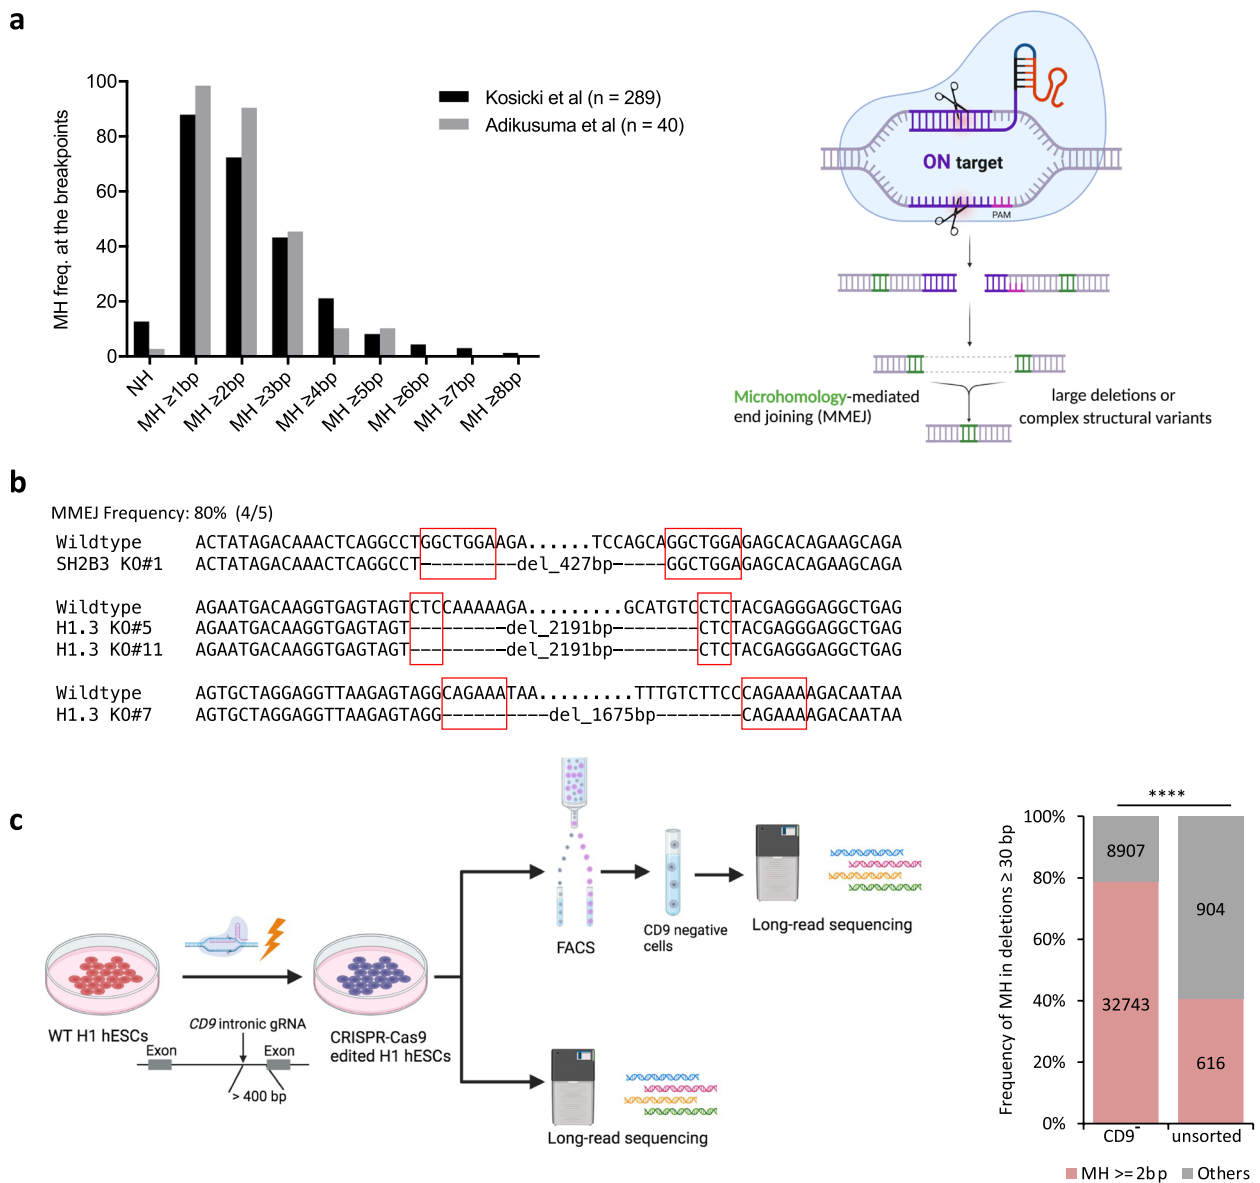 a
100
80
60
40
20
0
MH freq. at the breakpoints
NH
MH ≥1bp
MH ≥2bp
MH ≥3bp
MH ≥4bp
MH ≥5bp
MH ≥6bp
MH ≥7bp
MH ≥8bp
Kosicki et al (n = 289)
Adikusuma et al (n = 40)
ON target
PAM
Microhomology-mediated
end joining (MMEJ)
large deletions or
complex structural variants
b
MMEJ Frequency: 80% (4/5)
Wildtype ACTATAGACAAACTCAGGCCTGGCTGGAAGA......TCCAGCAGGCTGGAGAGCACAGAAGCAGA
SH2B3 KO#1 ACTATAGACAAACTCAGGCCT---------del_427bp-----GGCTGGAGAGCACAGAAGCAGA
Wildtype AGAATGACAAGGTGAGTAGTCTCCAAAAAGA.........GCATGTCCTCTACGAGGGAGGCTGAG
H1.3 KO#5 AGAATGACAAGGTGAGTAGT---------del_2191bp--------CTCTACGAGGGAGGCTGAG
H1.3 KO#11 AGAATGACAAGGTGAGTAGT---------del_2191bp--------CTCTACGAGGGAGGCTGAG
Wildtype AGTGCTAGGAGGTTAAGAGTAGGCAGAAATAA.........TTTGTCTTCCCAGAAAAGACAATAA
H1.3 KO#7 AGTGCTAGGAGGTTAAGAGTAGG----------del_1675bp--------CAGAAAAGACAATAA
c
WT H1 hESCs
CD9 intronic gRNA
Exon
Exon
> 400 bp
CRISPR-Cas9
edited H1 hESCs
FACS
CD9 negative
cells
Long-read sequencing
Long-read sequencing
Frequency of MH in deletions ≥ 30 bp
100%
80%
60%
40%
20%
0%
****
8907
32743
904
616
CD9-
unsorted
MH >=2bp
Others